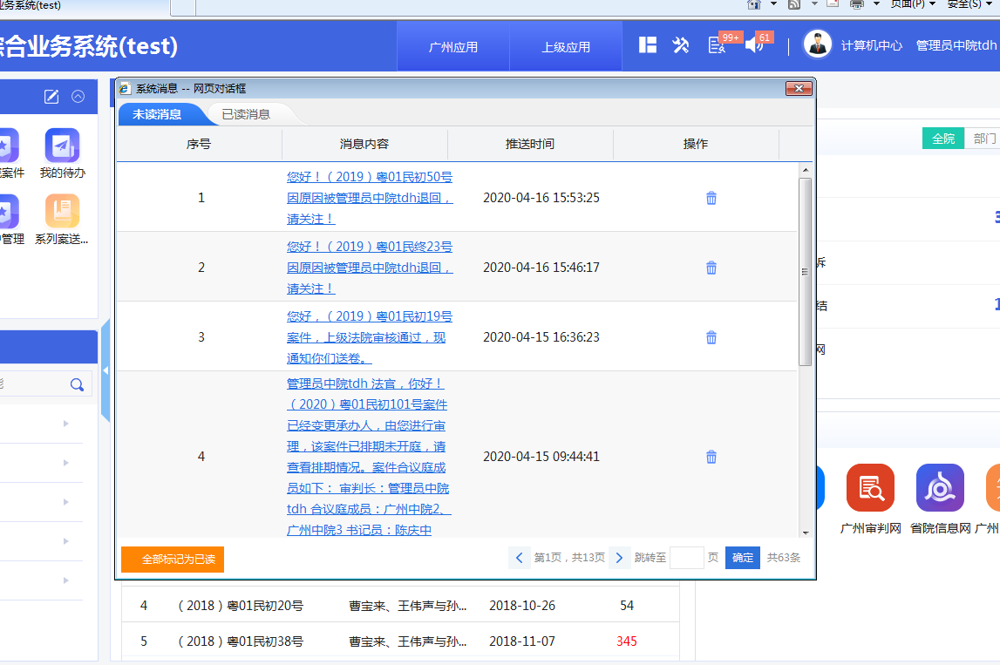 业务系统(test)
页面(P)
安全(S)
综合业务系统(test)
广州应用
上级应用
99+
61
计算机中心
管理员中院tdh
系统消息 -- 网页对话框
未读消息
已读消息
序号
消息内容
推送时间
操作
1
您好！（2019）粤01民初50号
因原因被管理员中院tdh退回，
请关注！
2020-04-16 15:53:25
2
您好！（2019）粤01民终23号
因原因被管理员中院tdh退回，
请关注！
2020-04-16 15:46:17
3
您好，（2019）粤01民初19号
案件，上级法院审核通过，现
通知你们送卷。
2020-04-15 16:36:23
4
管理员中院tdh 法官，你好！
（2020）粤01民初101号案件
已经变更承办人，由您进行审
理，该案件已排期未开庭，请
查看排期情况。案件合议庭成
员如下： 审判长：管理员中院
tdh 合议庭成员：广州中院2、
广州中院3 书记员：陈庆中
2020-04-15 09:44:41
全部标记为已读
第1页，共13页
跳转至
页
确定
共63条
案件
我的待办
管理
系列案送...
全院
部门
诉
结
网
广州审判网
省院信息网
广州
4
（2018）粤01民初20号
曹宝来、王伟声与孙...
2018-10-26
54
5
（2018）粤01民初38号
曹宝来、王伟声与孙...
2018-11-07
345